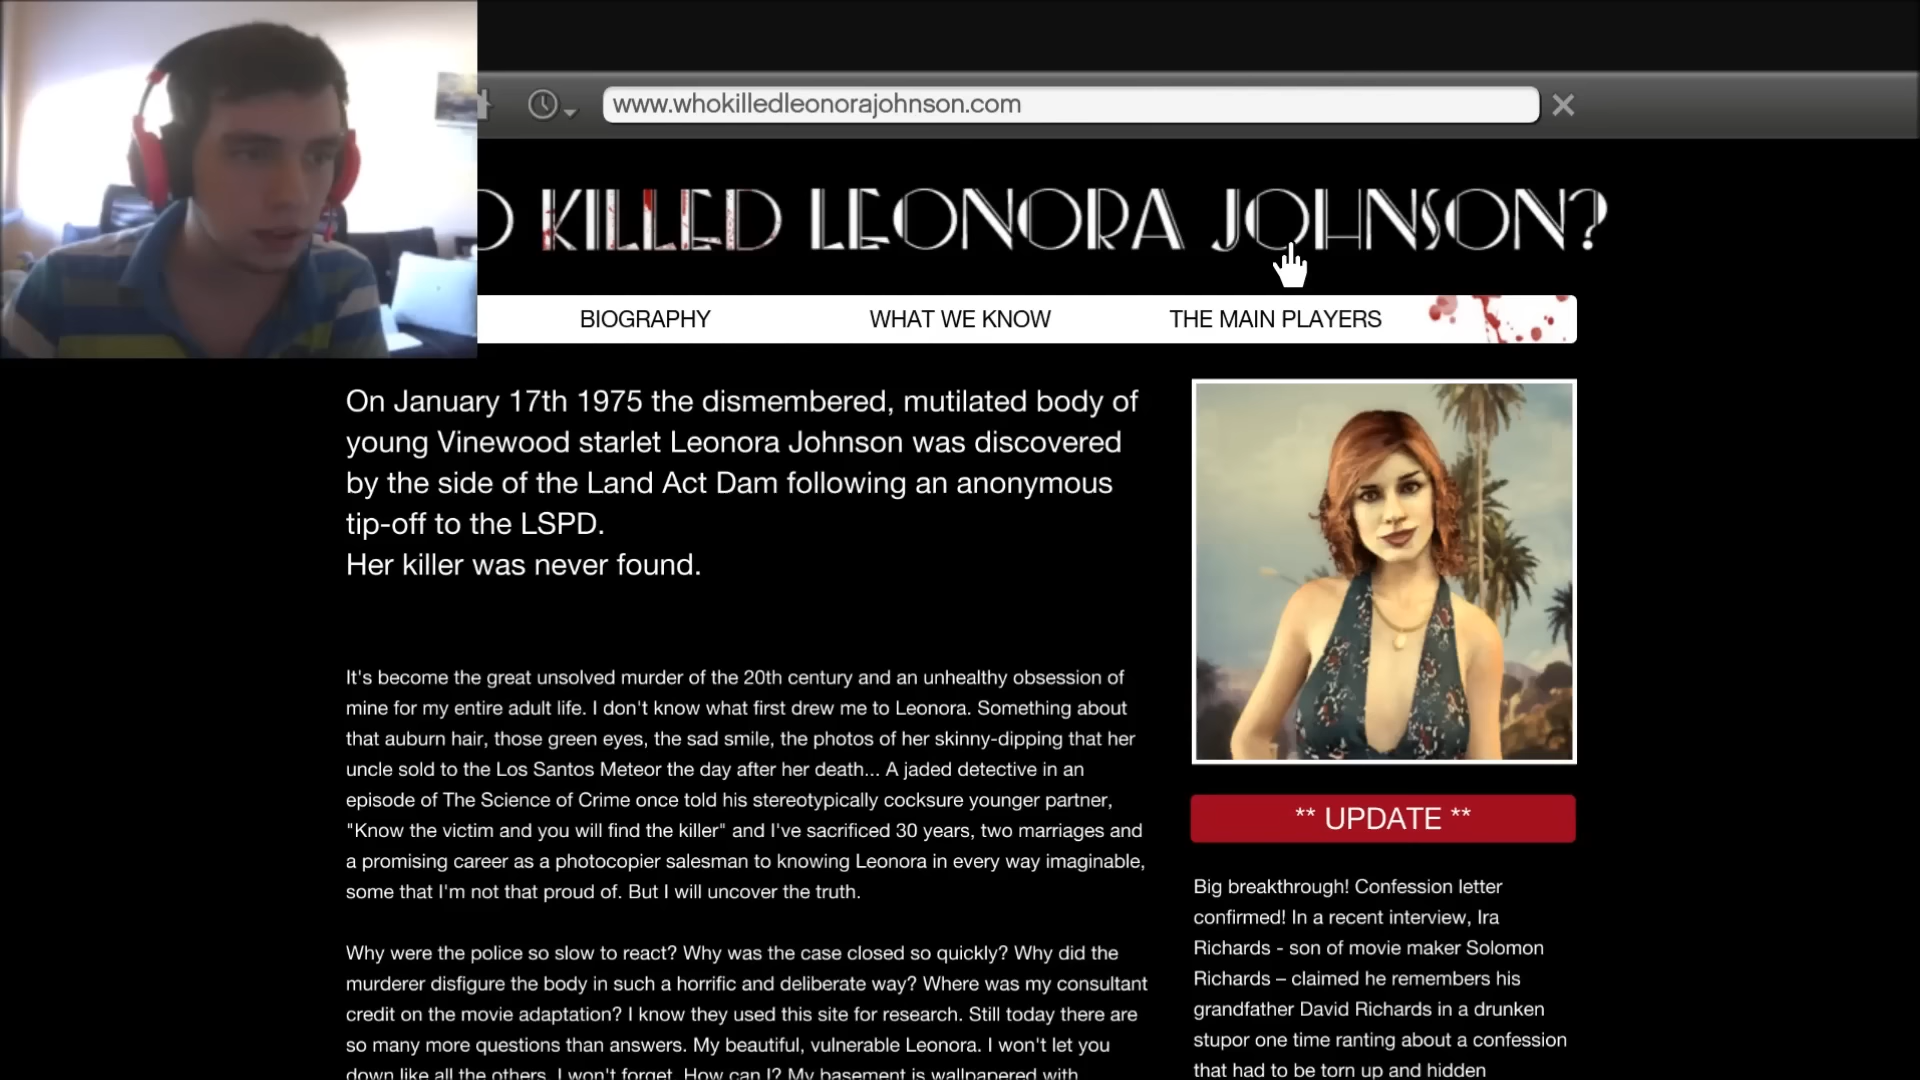 www.whokilledleonorajohnson.com
O KILLED LEONORA JOHNSON?
BIOGRAPHY
WHAT WE KNOW
THE MAIN PLAYERS
On January 17th 1975 the dismembered, mutilated body of
young Vinewood starlet Leonora Johnson was discovered
by the side of the Land Act Dam following an anonymous
tip-off to the LSPD.
Her killer was never found.
It's become the great unsolved murder of the 20th century and an unhealthy obsession of
mine for my entire adult life. I don't know what first drew me to Leonora. Something about
that auburn hair, those green eyes, the sad smile, the photos of her skinny-dipping that her
uncle sold to the Los Santos Meteor the day after her death... A jaded detective in an
episode of The Science of Crime once told his stereotypically cocksure younger partner,
"Know the victim and you will find the killer" and I've sacrificed 30 years, two marriages and
a promising career as a photocopier salesman to knowing Leonora in every way imaginable,
some that I'm not that proud of. But I will uncover the truth.
Why were the police so slow to react? Why was the case closed so quickly? Why did the
murderer disfigure the body in such a horrific and deliberate way? Where was my consultant
credit on the movie adaptation? I know they used this site for research. Still today there are
so many more questions than answers. My beautiful, vulnerable Leonora. I won't let you
down like all the others. I won't forget. How can I? My basement is wallpapered with
** UPDATE **
Big breakthrough! Confession letter
confirmed! In a recent interview, Ira
Richards - son of movie maker Solomon
Richards – claimed he remembers his
grandfather David Richards in a drunken
stupor one time ranting about a confession
that had to be torn up and hidden